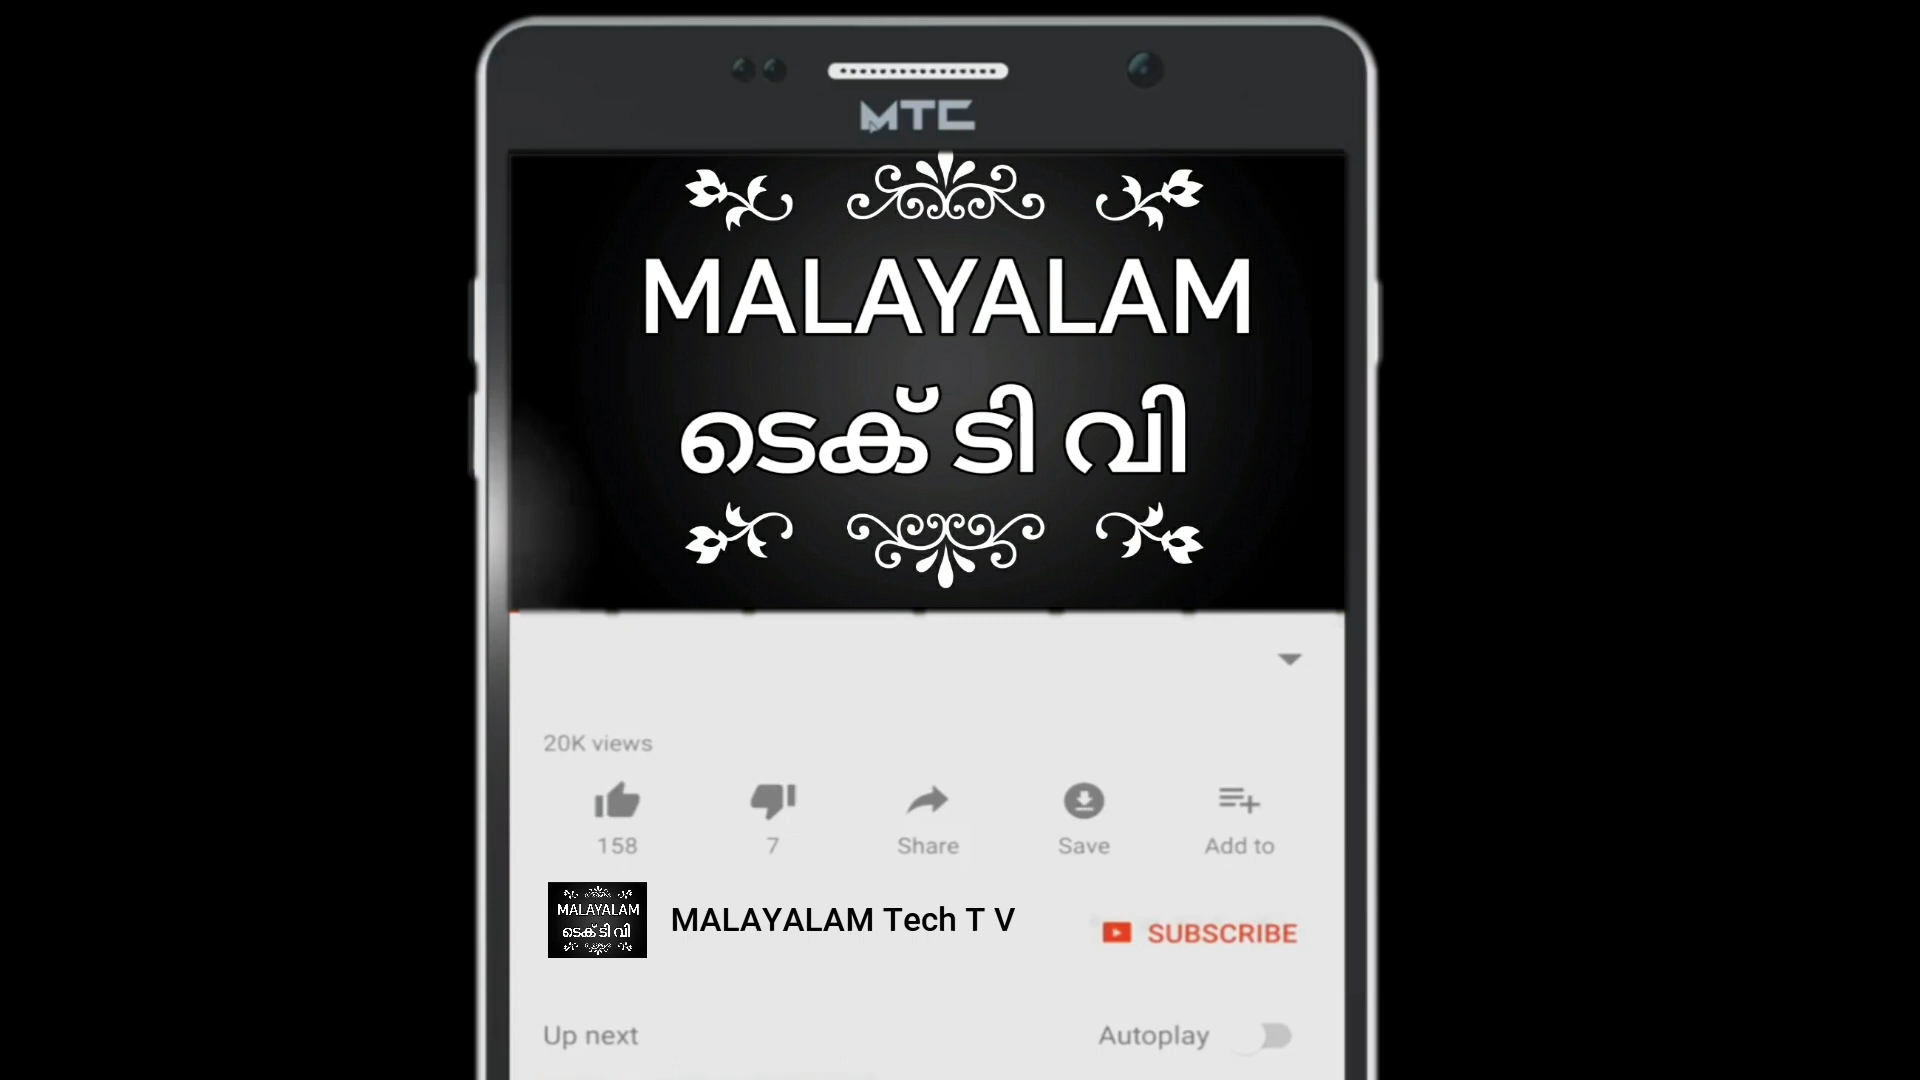 MTC
MALAYALAM
ടെക് ടി വി
20K views
158
7
Share
Save
Add to
MALAYALAM
ടെക് ടി വി
MALAYALAM Tech T V
SUBSCRIBE
Up next
Autoplay